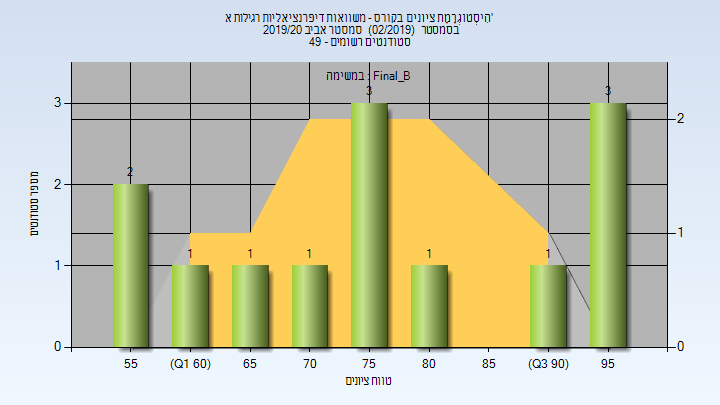 הִיסְטוֹגְרָמַת ציונים בקורס - משוואות דיפרנציאליות רגילות א'
בסמסטר (02/2019) סמסטר אביב 2019/20
סטודנטים רשומים - 49
במשימה : Final_B
מספר סטודנטים
3
2
1
0
2
1
0
2
1
1
1
3
1
1
3
55
(Q1 60)
65
70
75
80
85
(Q3 90)
95
טווח ציונים